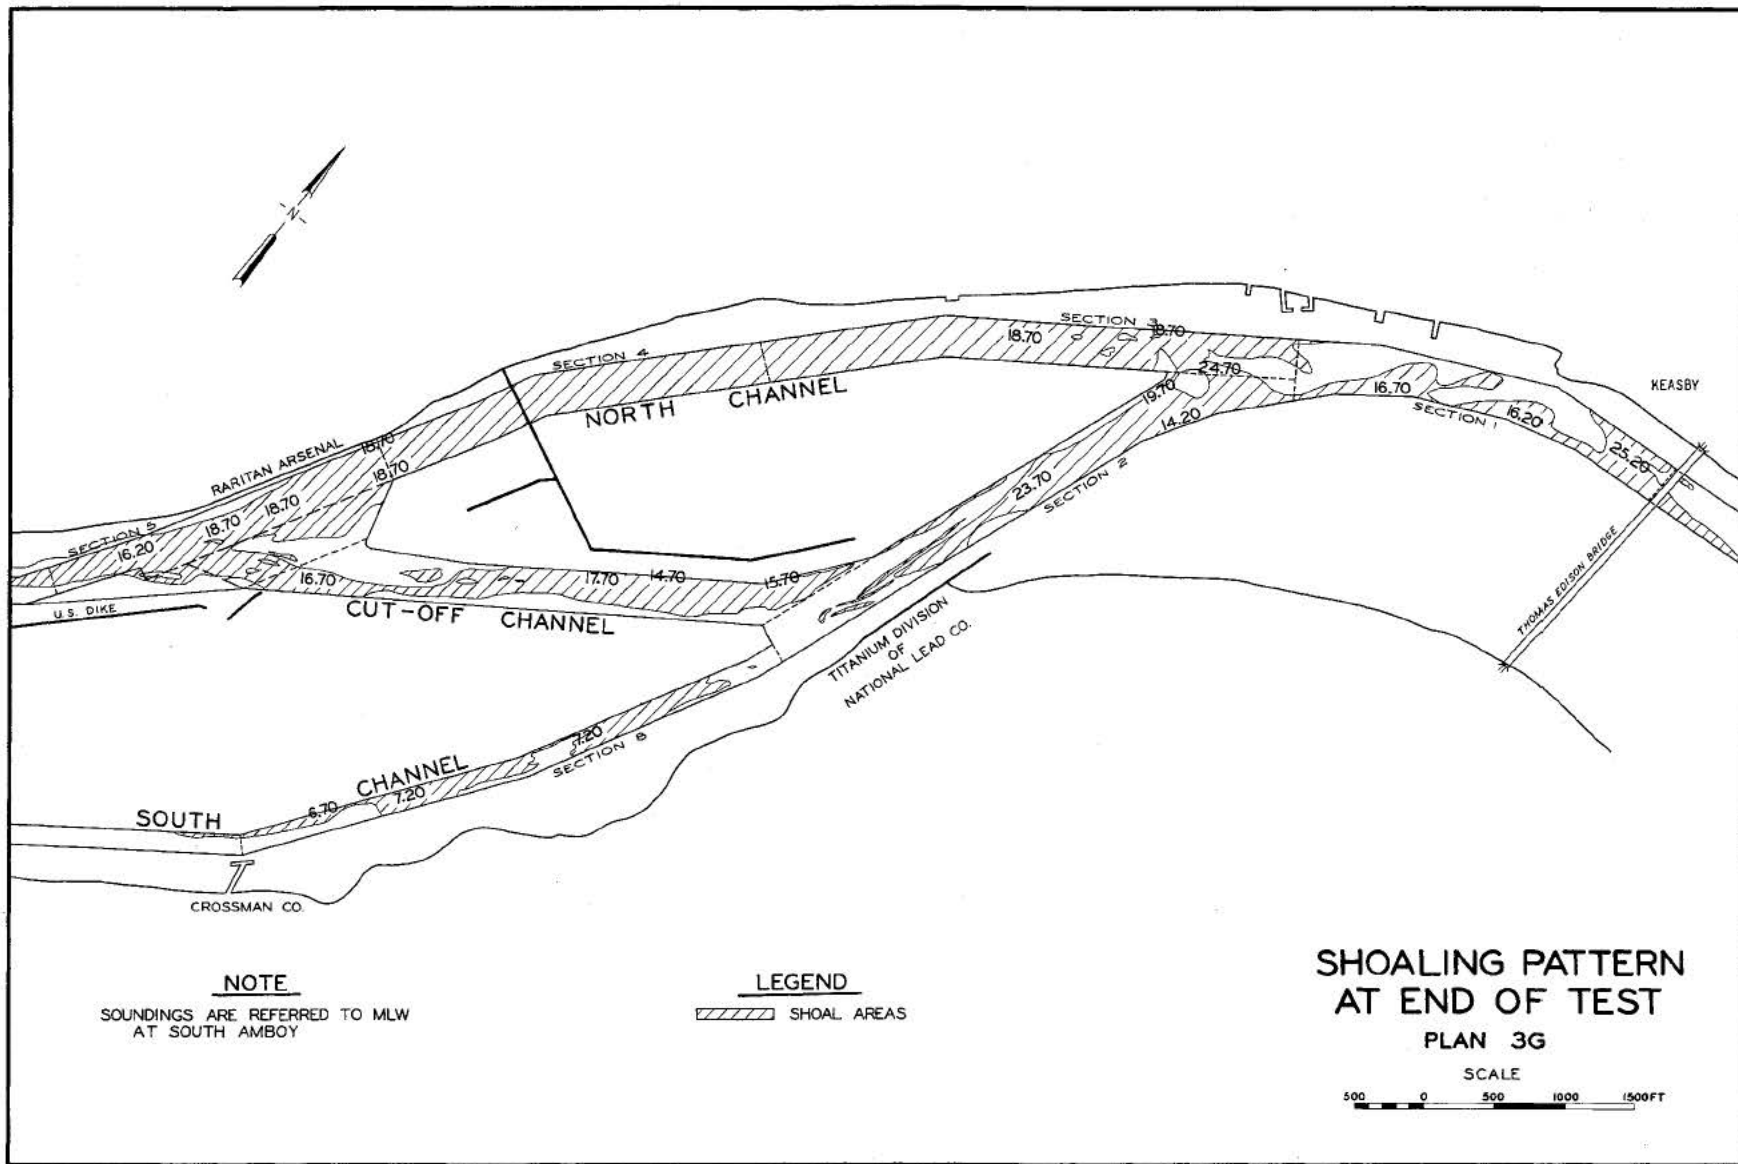 N
SECTION 3
18.70
18.70
SECTION 4
24.70
KEASBY
NORTH CHANNEL
19.70
16.70
SECTION 1
16.20
14.20
RARITAN ARSENAL
18.70
18.70
25.20
SECTION 2
23.70
18.70
18.70
SECTION 5
16.20
16.70
17.70
14.70
15.70
THOMAS EDISON BRIDGE
U.S. DIKE
CUT-OFF CHANNEL
TITANIUM DIVISION
OF
NATIONAL LEAD CO.
7.20
SECTION 8
SOUTH CHANNEL
7.20
6.70
CROSSMAN CO.
NOTE
SOUNDINGS ARE REFERRED TO MLW
AT SOUTH AMBOY
LEGEND
SHOAL AREAS
SHOALING PATTERN
AT END OF TEST
PLAN 3G
SCALE
500 0 500 1000 1500FT